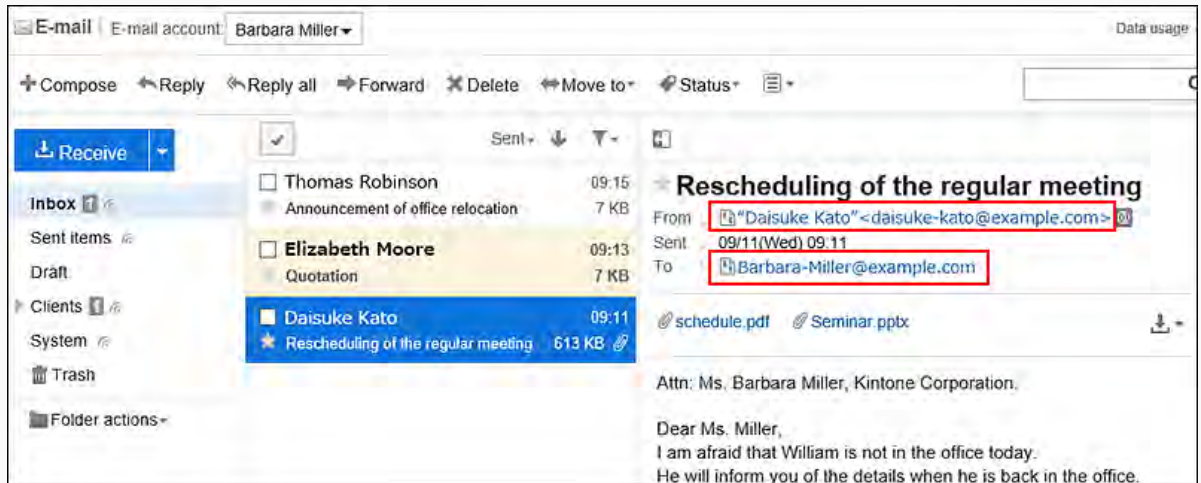 E-mail E-mail account: Barbara Miller Data usage
Compose Reply Reply all Forward Delete Move to Status
Receive
Inbox 1
Sent items
Draft
Clients 1
System
Trash
Folder actions
Sent
Thomas Robinson 09:15
Announcement of office relocation 7 KB
Elizabeth Moore 09:13
Quotation 7 KB
Daisuke Kato 09:11
Rescheduling of the regular meeting 613 KB
Rescheduling of the regular meeting
From "Daisuke Kato"<daisuke-kato@example.com>
Sent 09/11(Wed) 09:11
To Barbara-Miller@example.com
schedule.pdf Seminar.pptx
Attn: Ms. Barbara Miller, Kintone Corporation.
Dear Ms. Miller,
I am afraid that William is not in the office today.
He will inform you of the details when he is back in the office.